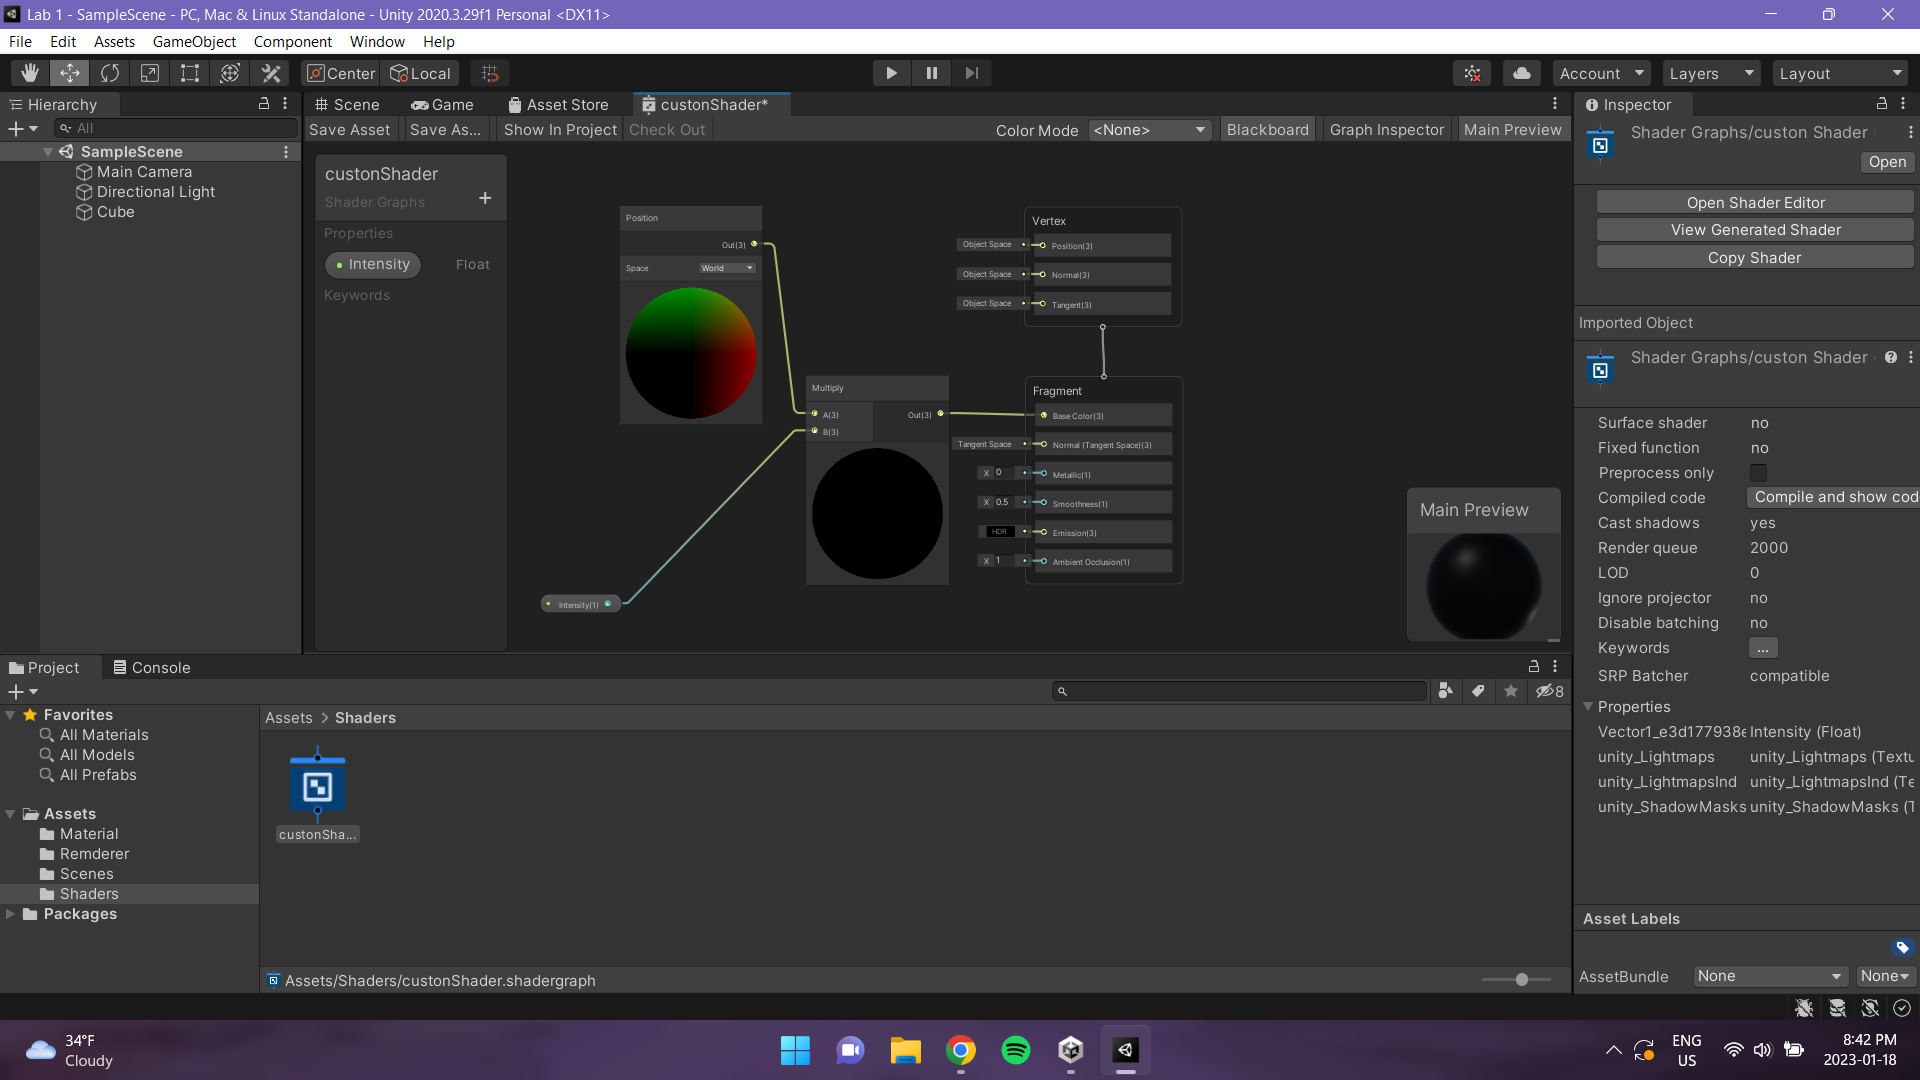 Lab 1 - SampleScene - PC, Mac & Linux Standalone - Unity 2020.3.29f1 Personal <DX11>
File Edit Assets GameObject Component Window Help
Center Local Account Layers Layout
Hierarchy
All
SampleScene
Main Camera
Directional Light
Cube
Scene Game Asset Store custonShader*
Save Asset Save As... Show In Project Check Out Color Mode <None> Blackboard Graph Inspector Main Preview
custonShader
Shader Graphs
Properties
Intensity Float
Keywords
Position
Out(3)
Space World
Multiply
A(3) Out(3)
B(3)
Intensity(1)
Vertex
Object Space Position(3)
Object Space Normal(3)
Object Space Tangent(3)
Fragment
Base Color(3)
Tangent Space Normal (Tangent Space)(3)
X 0 Metallic(1)
X 0.5 Smoothness(1)
HDR Emission(3)
X 1 Ambient Occlusion(1)
Main Preview
Inspector
Shader Graphs/custon Shader
Open
Open Shader Editor
View Generated Shader
Copy Shader
Imported Object
Shader Graphs/custon Shader
Surface shader no
Fixed function no
Preprocess only
Compiled code Compile and show cod
Cast shadows yes
Render queue 2000
LOD 0
Ignore projector no
Disable batching no
Keywords ...
SRP Batcher compatible
Properties
Vector1_e3d177938e Intensity (Float)
unity_Lightmaps unity_Lightmaps (Textu
unity_LightmapsInd unity_LightmapsInd (Te
unity_ShadowMasks unity_ShadowMasks (T
Asset Labels
AssetBundle None None
Project Console
8
Favorites
All Materials
All Models
All Prefabs
Assets
Material
Remderer
Scenes
Shaders
Packages
Assets > Shaders
custonSha...
Assets/Shaders/custonShader.shadergraph
34°F
Cloudy
ENG
US
8:42 PM
2023-01-18